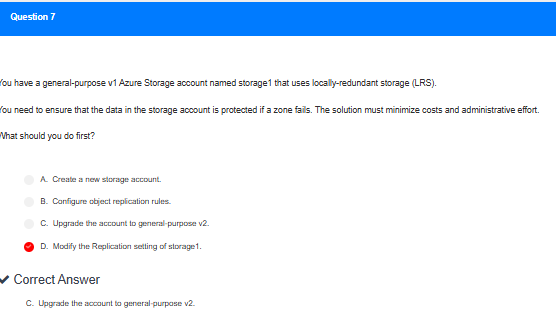 Question 7
You have a general-purpose v1 Azure Storage account named storage1 that uses locally-redundant storage (LRS).
You need to ensure that the data in the storage account is protected if a zone fails. The solution must minimize costs and administrative effort.
What should you do first?
A. Create a new storage account.
B. Configure object replication rules.
C. Upgrade the account to general-purpose v2.
D. Modify the Replication setting of storage1.
Correct Answer
C. Upgrade the account to general-purpose v2.